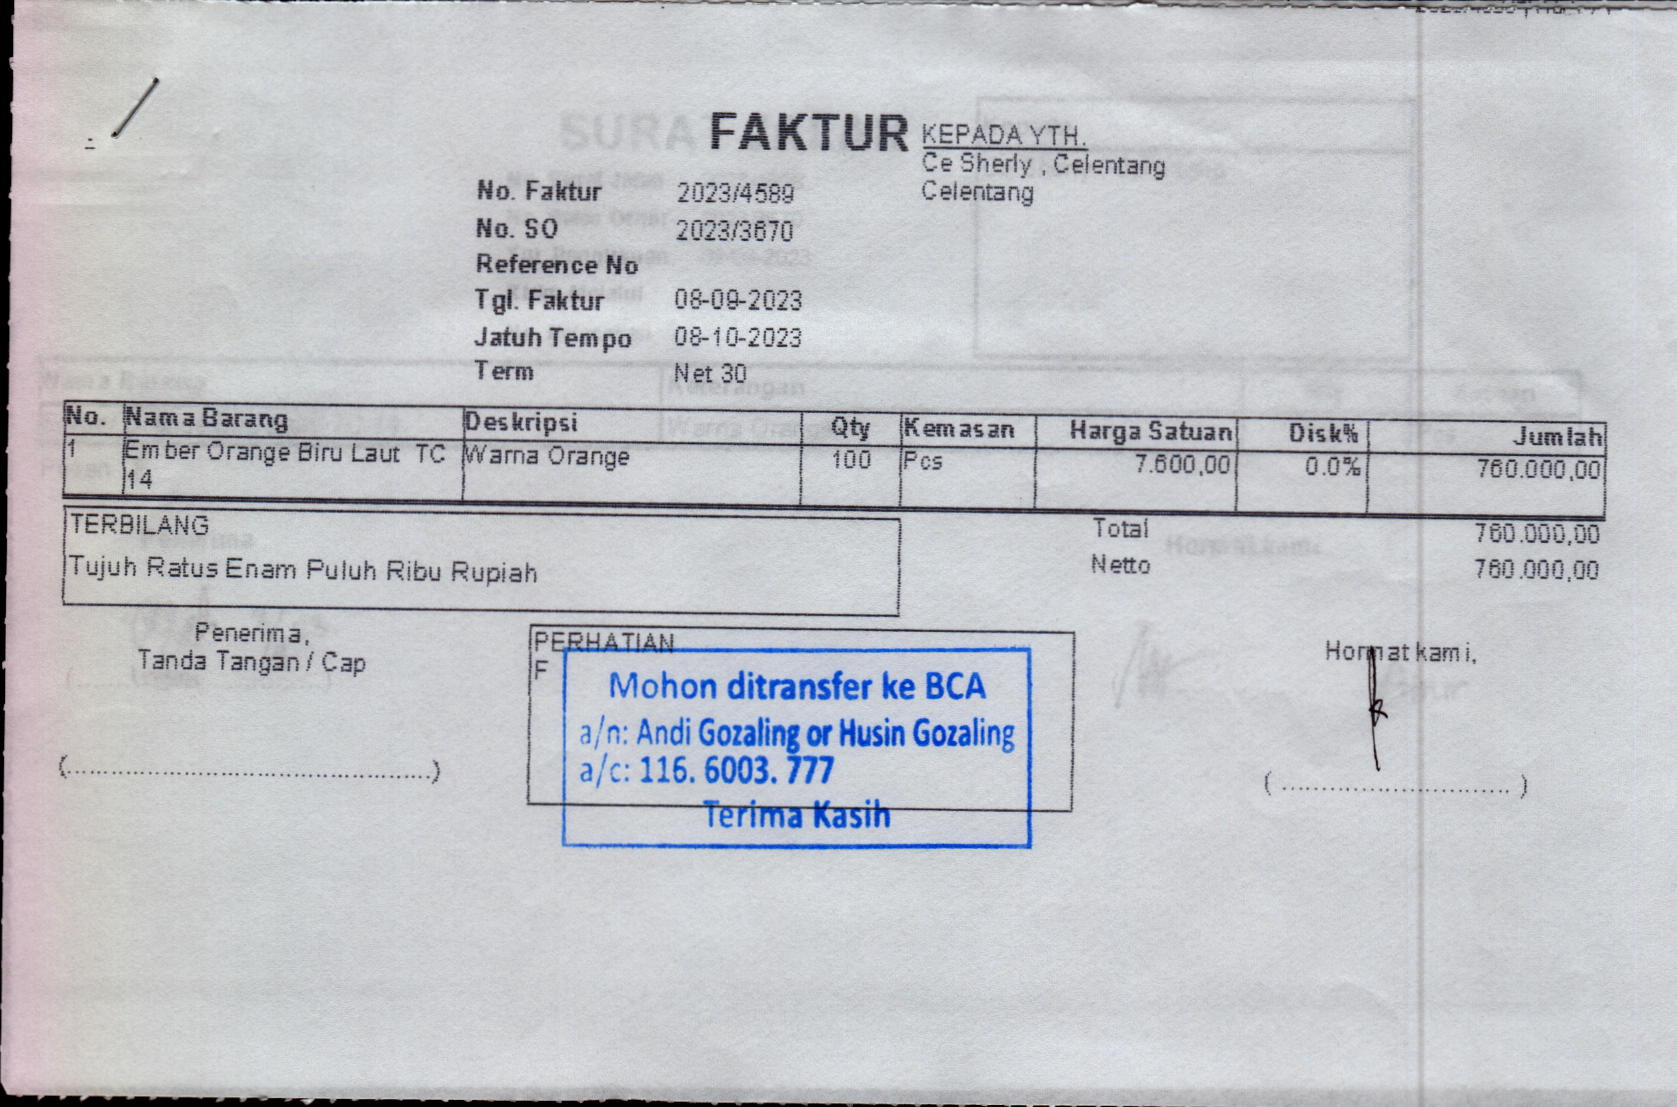 FAKTUR
KEPADA YTH.
Ce Sherly , Celentang
Celentang
No. Faktur 2023/4589
No. SO 2023/3670
Reference No
Tgl. Faktur 08-09-2023
Jatuh Tempo 08-10-2023
Term Net 30
No. Nama Barang Deskripsi Qty Kemasan Harga Satuan Disk% Jumlah
1 Ember Orange Biru Laut TC Warna Orange 100 Pcs 7.600,00 0.0% 760.000,00
14
TERBILANG
Tujuh Ratus Enam Puluh Ribu Rupiah
Total 760.000,00
Netto 760.000,00
Penerima,
Tanda Tangan / Cap
(................................................)
PERHATIAN
F
Mohon ditransfer ke BCA
a/n: Andi Gozaling or Husin Gozaling
a/c: 116. 6003. 777
Terima Kasih
Hormat kami,
( ............................... )